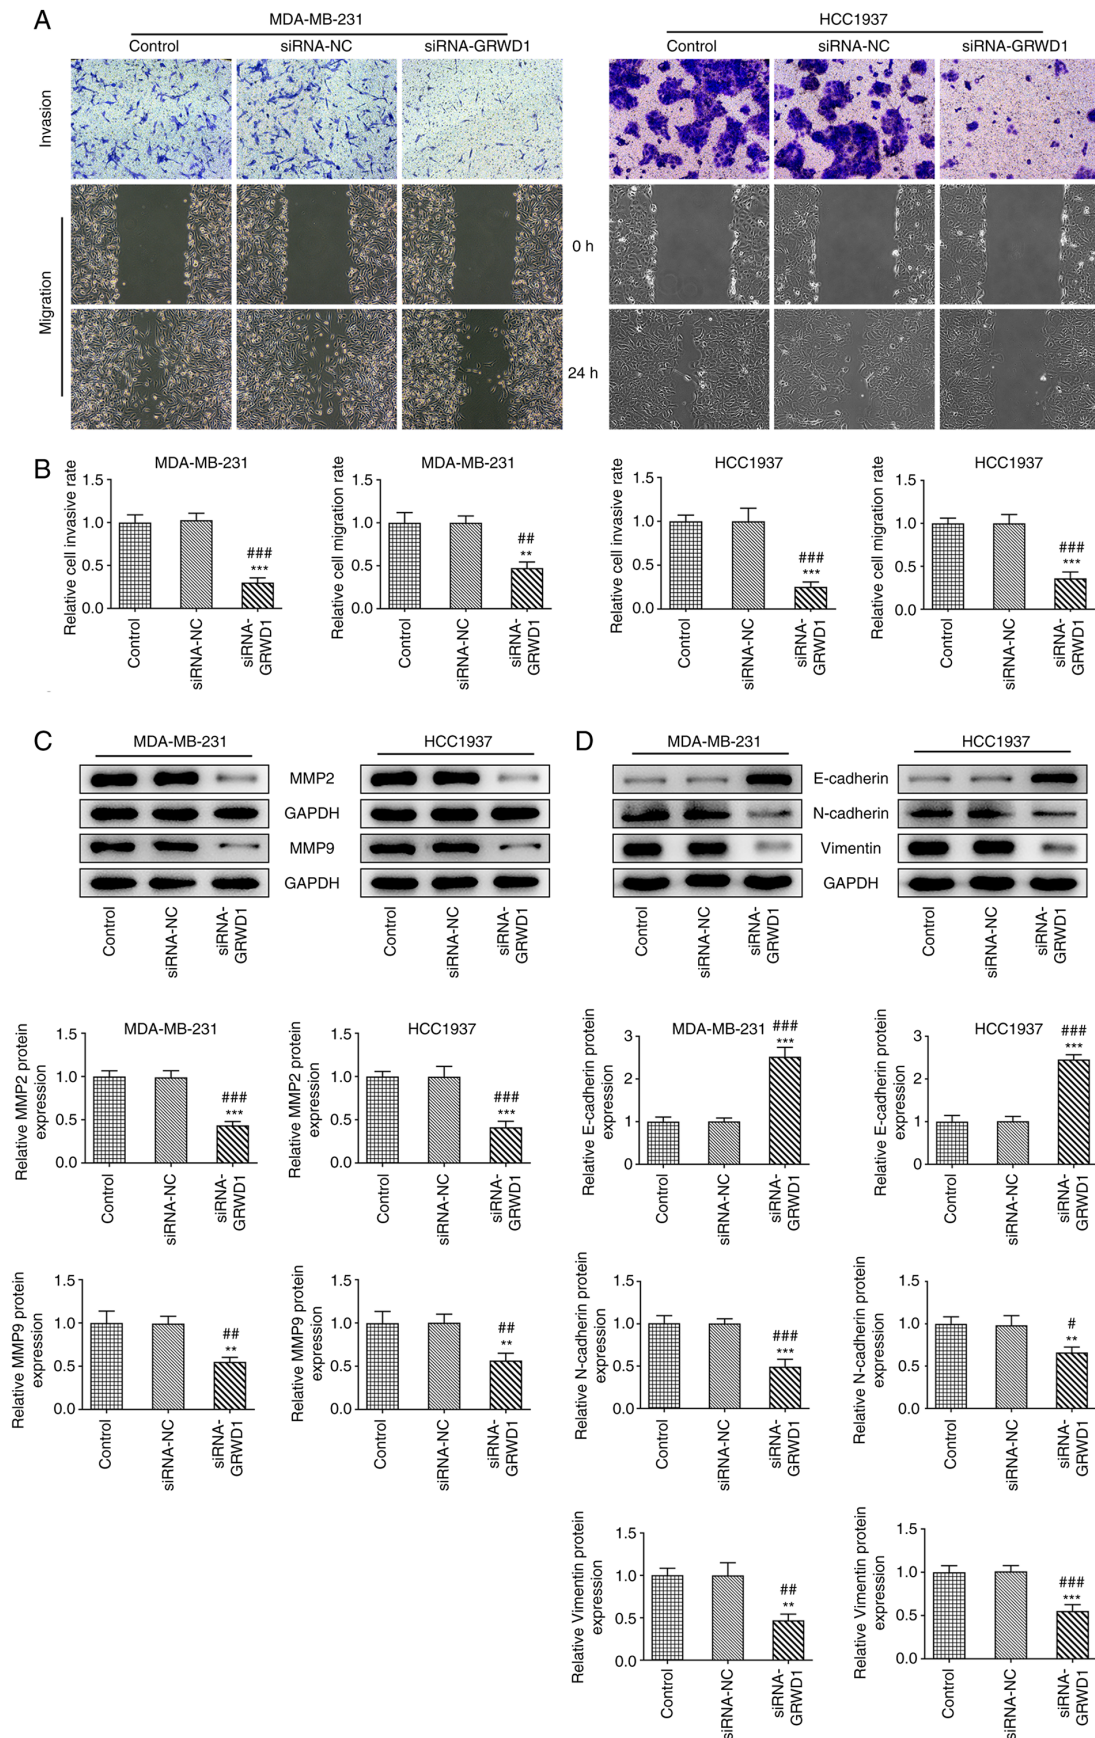 A
MDA-MB-231
HCC1937
Control
siRNA-NC
siRNA-GRWD1
Control
siRNA-NC
siRNA-GRWD1
Invasion
Migration
0 h
24 h
B
MDA-MB-231
Relative cell invasive rate
1.5
1.0
0.5
0.0
###
***
Control
siRNA-NC
siRNA-
GRWD1
MDA-MB-231
Relative cell migration rate
1.5
1.0
0.5
0.0
##
**
Control
siRNA-NC
siRNA-
GRWD1
HCC1937
Relative cell invasive rate
1.5
1.0
0.5
0.0
###
***
Control
siRNA-NC
siRNA-
GRWD1
HCC1937
Relative cell migration rate
1.5
1.0
0.5
0.0
###
***
Control
siRNA-NC
siRNA-
GRWD1
C
MDA-MB-231
HCC1937
MMP2
GAPDH
MMP9
GAPDH
Control
siRNA-NC
siRNA-
GRWD1
Control
siRNA-NC
siRNA-
GRWD1
D
MDA-MB-231
HCC1937
E-cadherin
N-cadherin
Vimentin
GAPDH
Control
siRNA-NC
siRNA-
GRWD1
Control
siRNA-NC
siRNA-
GRWD1
MDA-MB-231
Relative MMP2 protein
expression
1.5
1.0
0.5
0.0
###
***
Control
siRNA-NC
siRNA-
GRWD1
HCC1937
Relative MMP2 protein
expression
1.5
1.0
0.5
0.0
###
***
Control
siRNA-NC
siRNA-
GRWD1
MDA-MB-231
Relative E-cadherin protein
expression
3
2
1
0
###
***
Control
siRNA-NC
siRNA-
GRWD1
HCC1937
Relative E-cadherin protein
expression
3
2
1
0
###
***
Control
siRNA-NC
siRNA-
GRWD1
Relative MMP9 protein
expression
1.5
1.0
0.5
0.0
##
**
Control
siRNA-NC
siRNA-
GRWD1
Relative MMP9 protein
expression
1.5
1.0
0.5
0.0
##
**
Control
siRNA-NC
siRNA-
GRWD1
Relative N-cadherin protein
expression
1.5
1.0
0.5
0.0
###
***
Control
siRNA-NC
siRNA-
GRWD1
Relative N-cadherin protein
expression
1.5
1.0
0.5
0.0
#
**
Control
siRNA-NC
siRNA-
GRWD1
Relative Vimentin protein
expression
1.5
1.0
0.5
0.0
##
**
Control
siRNA-NC
siRNA-
GRWD1
Relative Vimentin protein
expression
1.5
1.0
0.5
0.0
###
***
Control
siRNA-NC
siRNA-
GRWD1